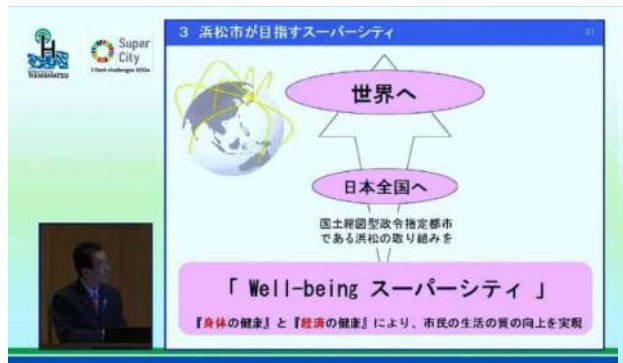 HAMAMATSU
Super
City
3 浜松市が目指すスーパーシティ
21
世界へ
日本全国へ
国土縮図型政令指定都市
である浜松の取り組みを
「 Well-being スーパーシティ 」
『身体の健康』と『経済の健康』により、市民の生活の質の向上を実現